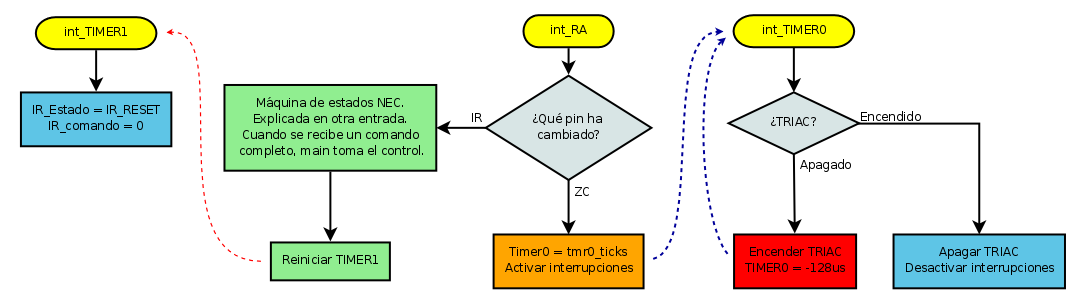 int_TIMER1
IR_Estado = IR_RESET
IR_comando = 0
Máquina de estados NEC.
Explicada en otra entrada.
Cuando se recibe un comando
completo, main toma el control.
Reiniciar TIMER1
int_RA
¿Qué pin ha
cambiado?
IR
ZC
Timer0 = tmr0_ticks
Activar interrupciones
int_TIMER0
¿TRIAC?
Encendido
Apagado
Encender TRIAC
TIMER0 = -128us
Apagar TRIAC
Desactivar interrupciones